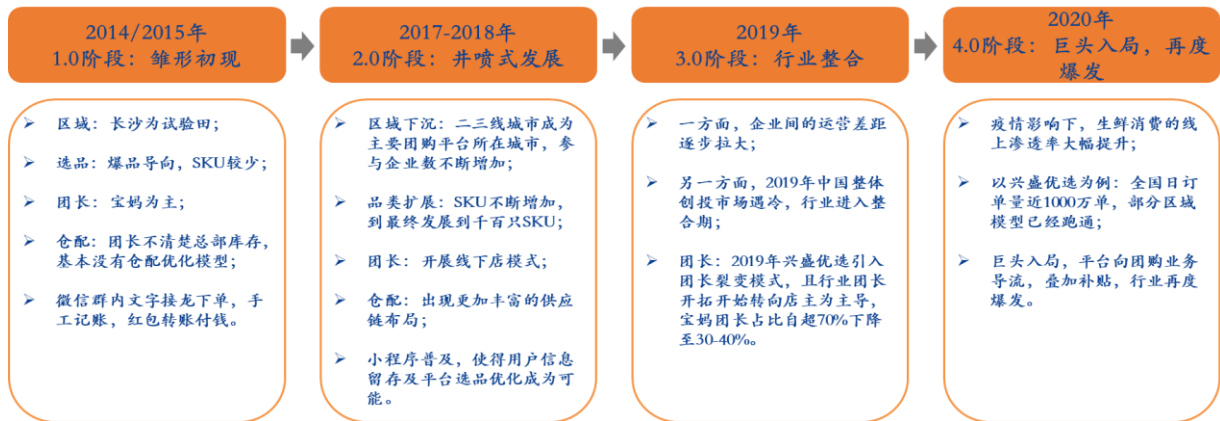 2014/2015年
1.0阶段：雏形初现
2017-2018年
2.0阶段：井喷式发展
2019年
3.0阶段：行业整合
2020年
4.0阶段：巨头入局，再度
爆发
区域：长沙为试验田；
选品：爆品导向，SKU较少；
团长：宝妈为主；
仓配：团长不清楚总部库存，
基本没有仓配优化模型；
微信群内文字接龙下单，手
工记账，红包转账付钱。
区域下沉：二三线城市成为
主要团购平台所在城市，参
与企业数不断增加；
品类扩展：SKU不断增加，
到最终发展到千百只SKU；
团长：开展线下店模式；
仓配：出现更加丰富的供应
链布局；
小程序普及，使得用户信息
留存及平台选品优化成为可
能。
一方面，企业间的运营差距
逐步拉大；
另一方面，2019年中国整体
创投市场遇冷，行业进入整
合期；
团长：2019年兴盛优选引入
团长裂变模式，且行业团长
开拓开始转向店主为主导，
宝妈团长占比自超70%下降
至30-40%。
疫情影响下，生鲜消费的线
上渗透率大幅提升；
以兴盛优选为例：全国日订
单量近1000万单，部分区域
模型已经跑通；
巨头入局，平台向团购业务
导流，叠加补贴，行业再度
爆发。